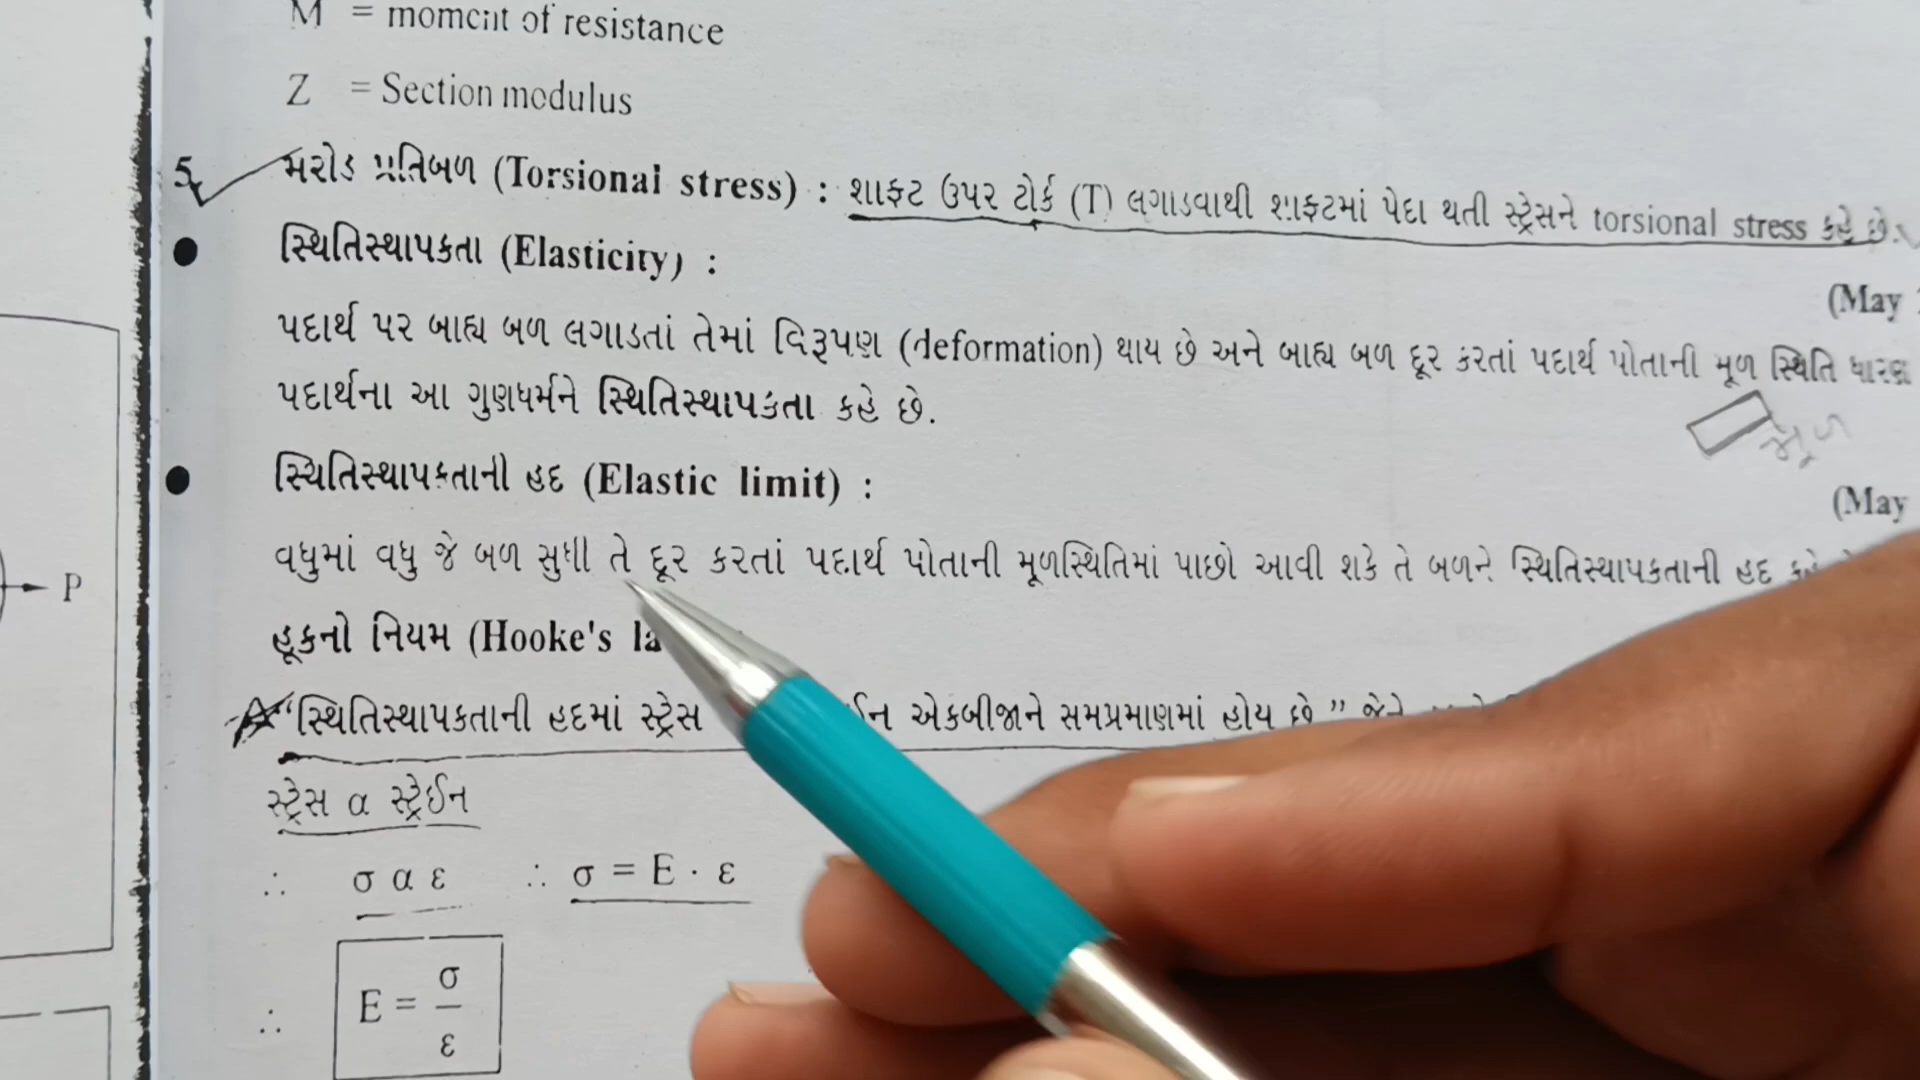 M = moment of resistance
Z = Section modulus
5. મરોડ પ્રતિબળ (Torsional stress) : શાફ્ટ ઉપર ટોર્ક (T) લગાડવાથી શાફ્ટમાં પેદા થતી સ્ટ્રેસને torsional stress કહે છે.
● સ્થિતિસ્થાપકતા (Elasticity) :
(May
પદાર્થ પર બાહ્ય બળ લગાડતાં તેમાં વિરૂપણ (deformation) થાય છે અને બાહ્ય બળ દૂર કરતાં પદાર્થ પોતાની મૂળ સ્થિતિ ધારણ
પદાર્થના આ ગુણધર્મને સ્થિતિસ્થાપકતા કહે છે.
મૂળ
● સ્થિતિસ્થાપકતાની હદ (Elastic limit) :
(May
વધુમાં વધુ જે બળ સુધી તે દૂર કરતાં પદાર્થ પોતાની મૂળસ્થિતિમાં પાછો આવી શકે તે બળને સ્થિતિસ્થાપકતાની હદ
P
હૂકનો નિયમ (Hooke's
"સ્થિતિસ્થાપકતાની હદમાં સ્ટ્રેસ એકબીજાને સમપ્રમાણમાં હોય છે"
સ્ટ્રેસ α સ્ટ્રેઈન
∴ σ α ε ∴ σ = E · ε
∴ E = σ / ε